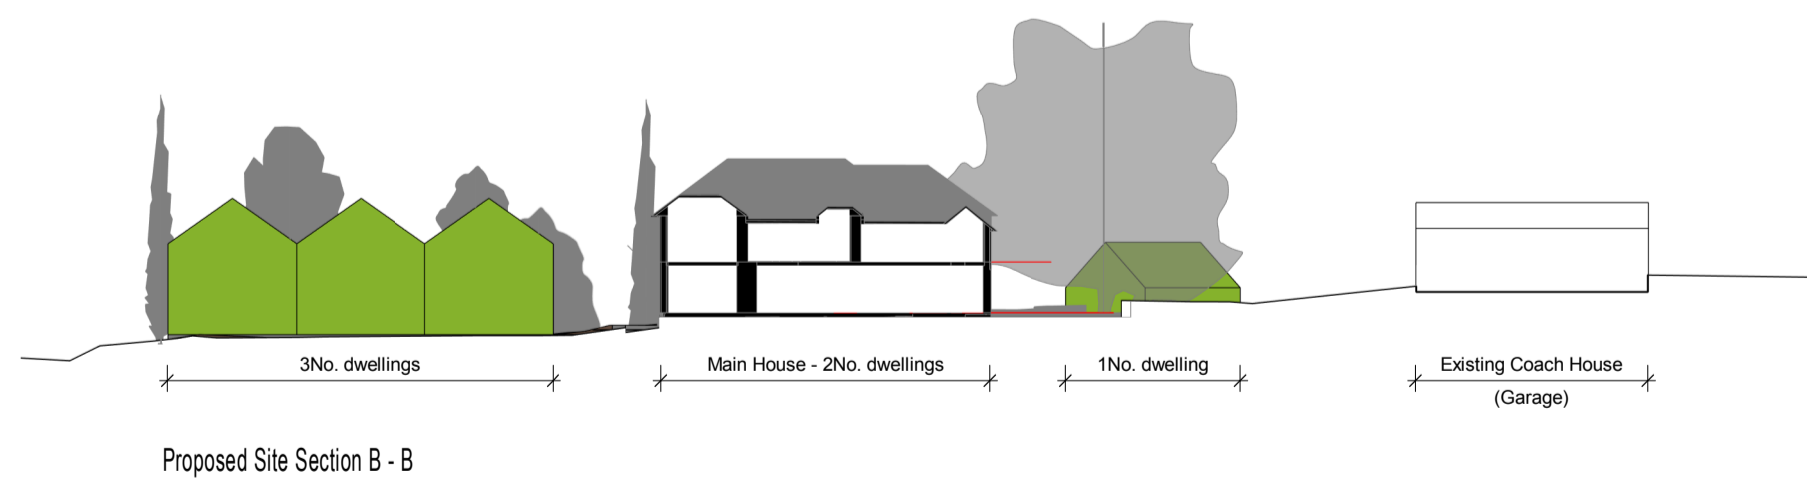 3No. dwellings
Main House - 2No. dwellings
1No. dwelling
Existing Coach House
(Garage)
Proposed Site Section B - B